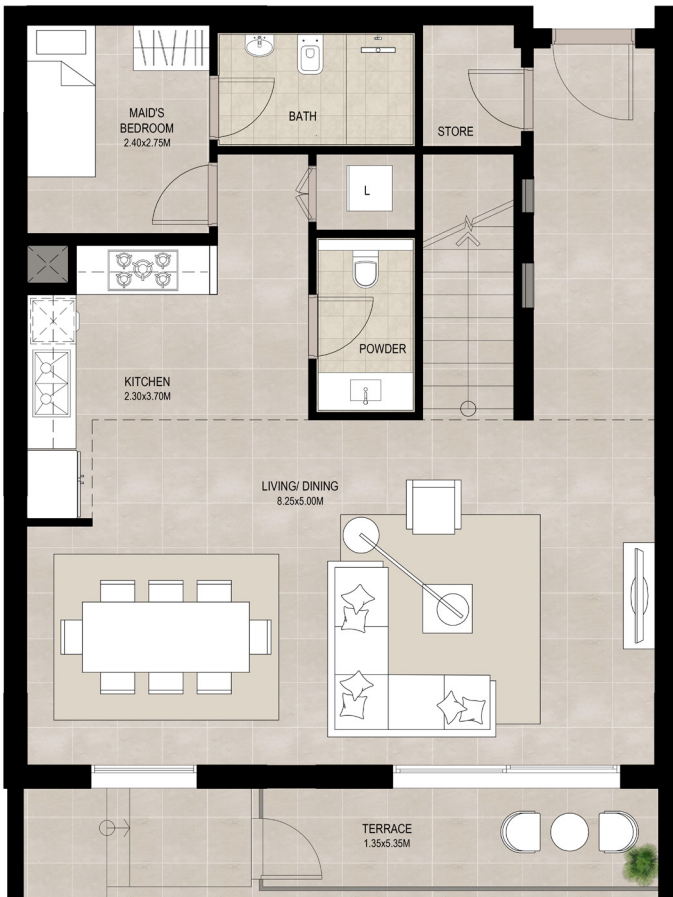 MAID'S
BEDROOM
2.40x2.75M
BATH
STORE
L
POWDER
KITCHEN
2.30x3.70M
LIVING/ DINING
8.25x5.00M
TERRACE
1.35x5.35M